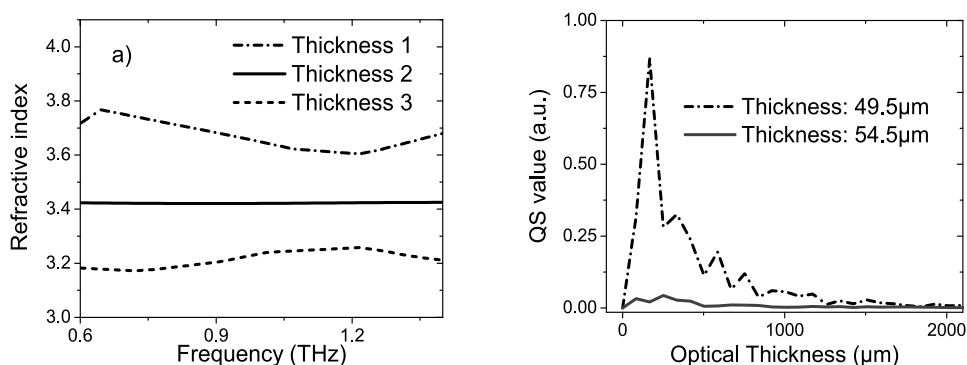 a)
Thickness 1
Thickness 2
Thickness 3
4.0
3.8
3.6
3.4
3.2
3.0
Refractive index
0.6 0.9 1.2
Frequency (THz)
1.00
0.75
0.50
0.25
0.00
QS value (a.u.)
Thickness: 49.5µm
Thickness: 54.5µm
0 1000 2000
Optical Thickness (µm)